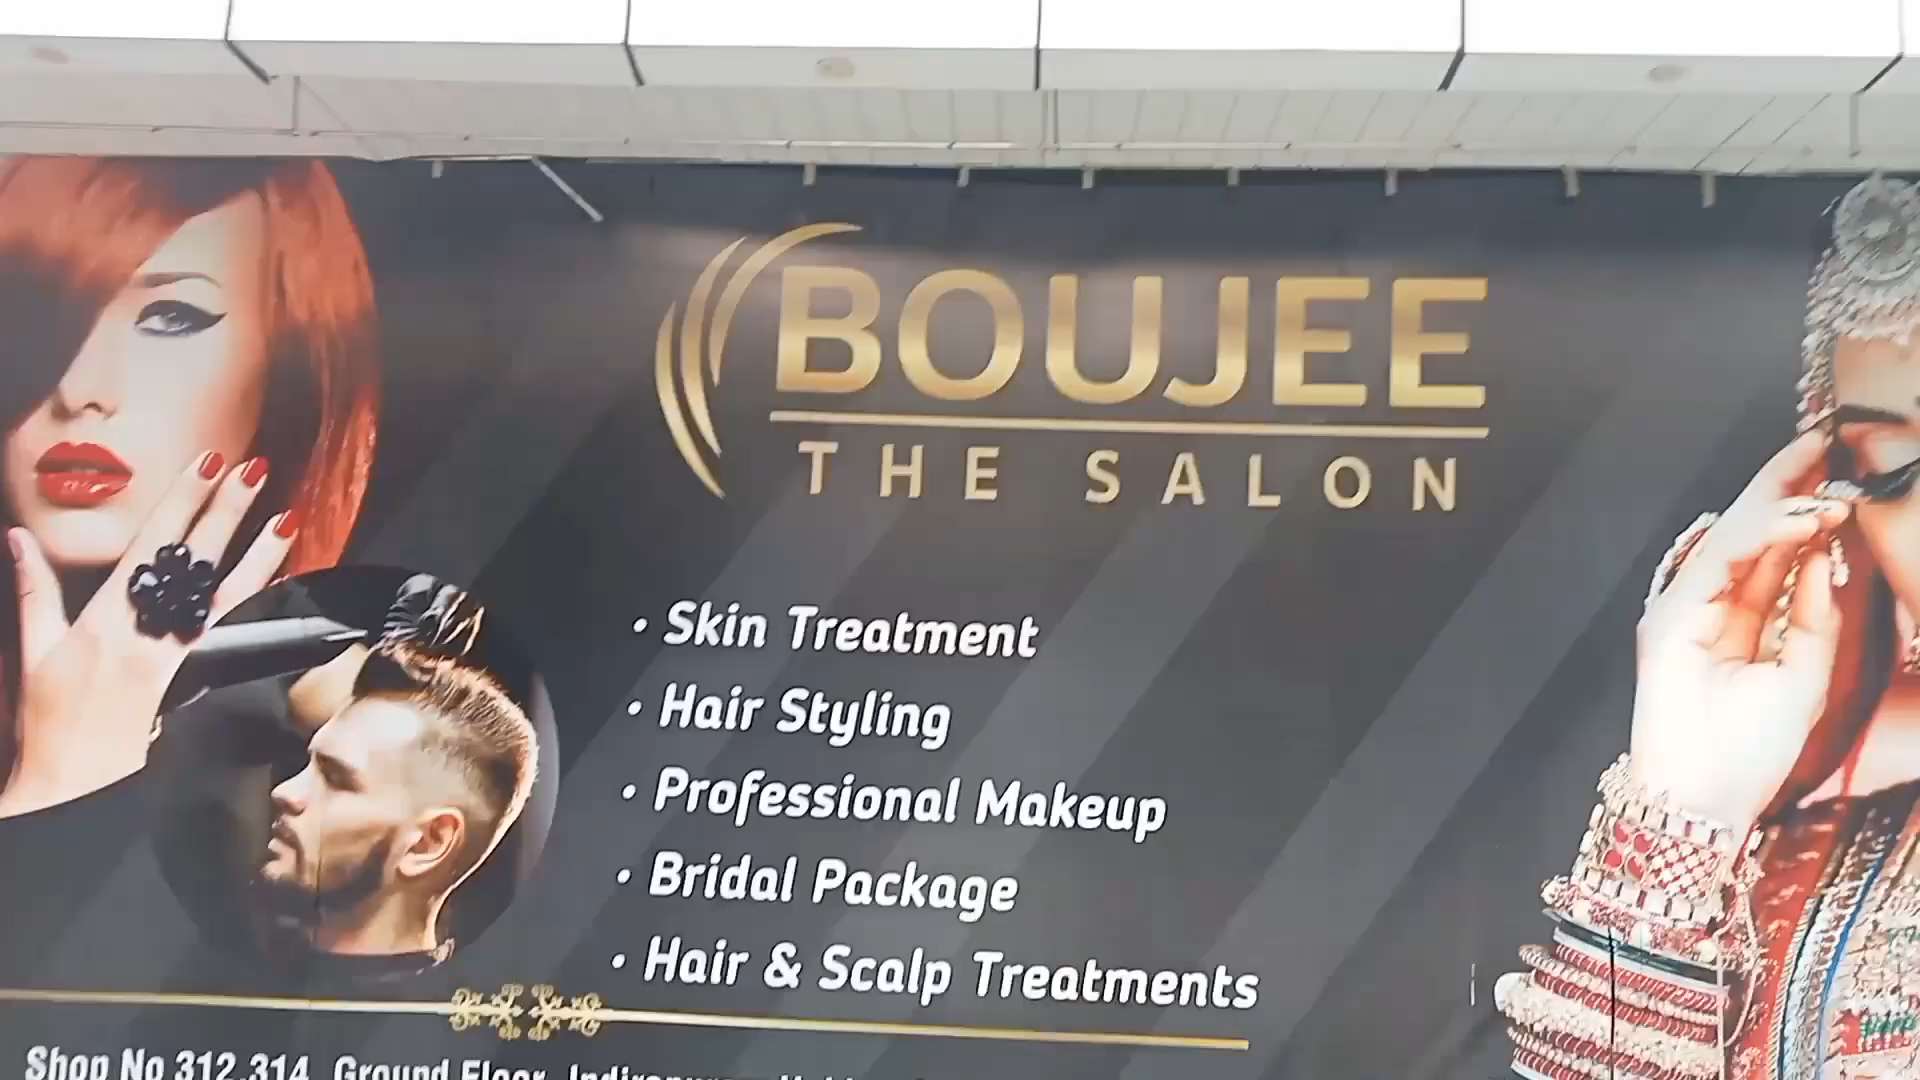 BOUJEE
THE SALON
• Skin Treatment
• Hair Styling
• Professional Makeup
• Bridal Package
• Hair & Scalp Treatments
Shop No 312,314, Ground Floor,